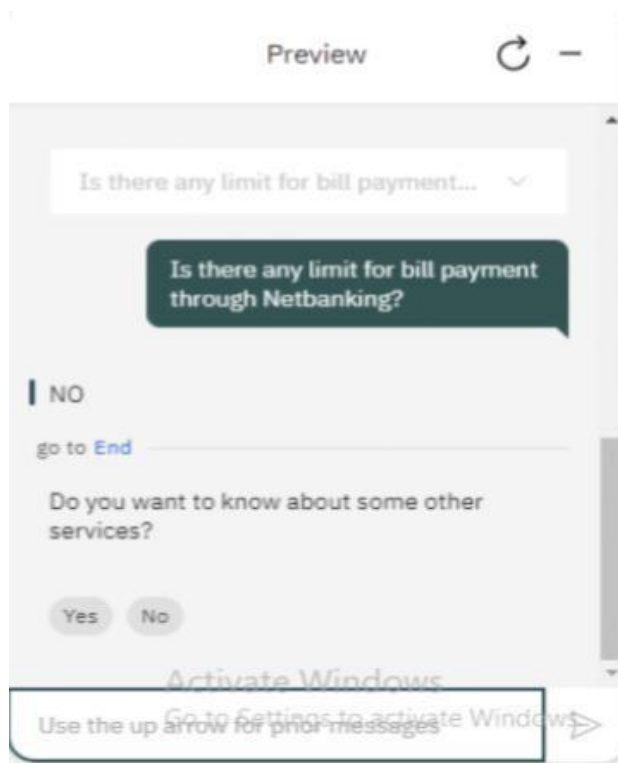 Preview
Is there any limit for bill payment...
Is there any limit for bill payment
through Netbanking?
NO
go to End
Do you want to know about some other
services?
Yes No
Activate Windows
Go to Settings to activate Windows.
Use the up arrow for prior messages